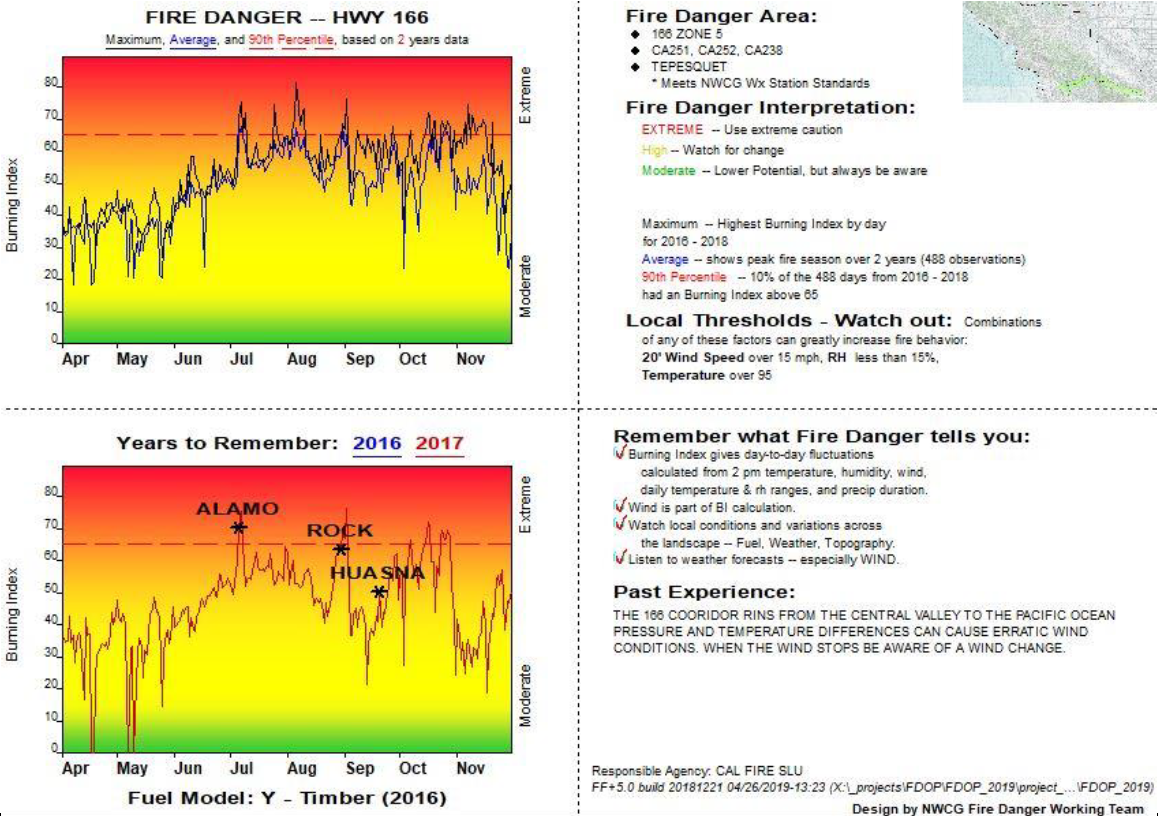 FIRE DANGER -- HWY 166
Maximum, Average, and 90th Percentile, based on 2 years data
80
70
60
50
40
30
20
10
0
Burning Index
Extreme
Moderate
Apr May Jun Jul Aug Sep Oct Nov
Fire Danger Area:
◆ 166 ZONE 5
◆ CA251, CA252, CA238
◆ TEPESQUET
* Meets NWCG Wx Station Standards
Fire Danger Interpretation:
EXTREME -- Use extreme caution
High -- Watch for change
Moderate -- Lower Potential, but always be aware
Maximum -- Highest Burning Index by day
for 2016 - 2018
Average -- shows peak fire season over 2 years (488 observations)
90th Percentile -- 10% of the 488 days from 2016 - 2018
had an Burning Index above 65
Local Thresholds - Watch out: Combinations
of any of these factors can greatly increase fire behavior:
20' Wind Speed over 15 mph, RH less than 15%,
Temperature over 95
Years to Remember: 2016 2017
80
70
60
50
40
30
20
10
0
Burning Index
Extreme
Moderate
ALAMO
ROCK
HUASNA
Apr May Jun Jul Aug Sep Oct Nov
Fuel Model: Y - Timber (2016)
Remember what Fire Danger tells you:
Burning Index gives day-to-day fluctuations
calculated from 2 pm temperature, humidity, wind,
daily temperature & rh ranges, and precip duration.
Wind is part of BI calculation.
Watch local conditions and variations across
the landscape -- Fuel, Weather, Topography.
Listen to weather forecasts -- especially WIND.
Past Experience:
THE 166 COORIDOR RINS FROM THE CENTRAL VALLEY TO THE PACIFIC OCEAN
PRESSURE AND TEMPERATURE DIFFERENCES CAN CAUSE ERRATIC WIND
CONDITIONS. WHEN THE WIND STOPS BE AWARE OF A WIND CHANGE.
Responsible Agency: CAL FIRE SLU
FF+5.0 build 20181221 04/26/2019-13:23 (X:\_projects\FDOP\FDOP_2019\project_...\FDOP_2019)
Design by NWCG Fire Danger Working Team